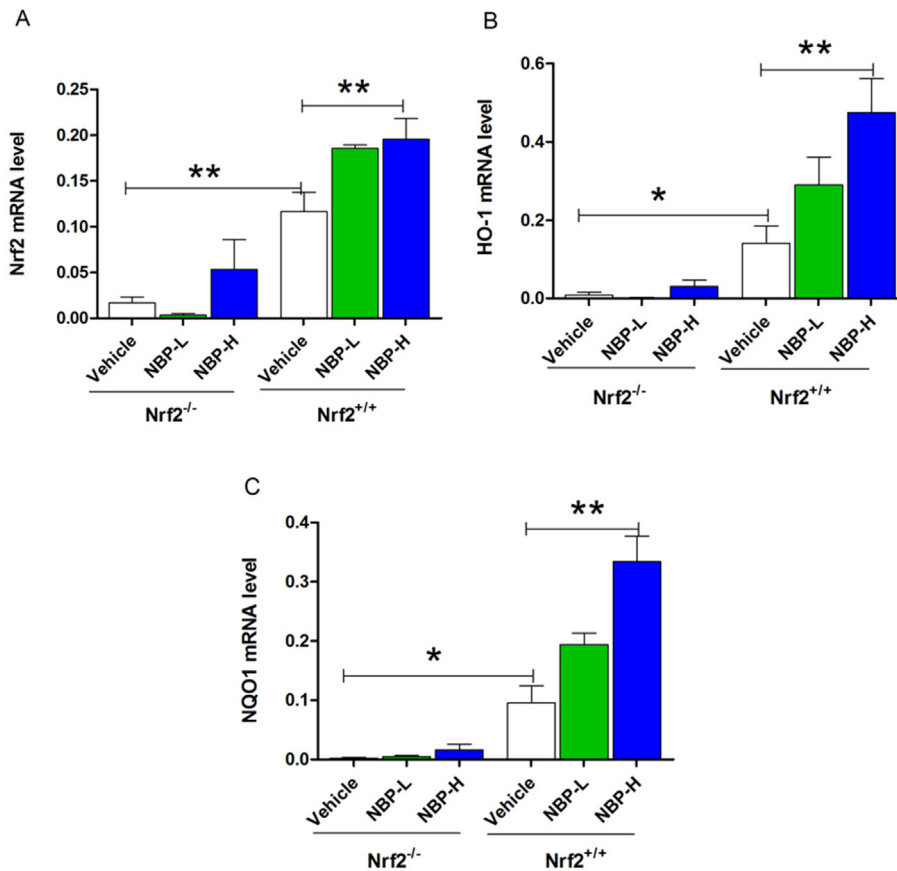 A
Nrf2 mRNA level
0.25
0.20
0.15
0.10
0.05
0.00
**
**
Vehicle
NBP-L
NBP-H
Vehicle
NBP-L
NBP-H
Nrf2-/-
Nrf2+/+
B
HO-1 mRNA level
0.6
0.4
0.2
0.0
*
**
Vehicle
NBP-L
NBP-H
Vehicle
NBP-L
NBP-H
Nrf2-/-
Nrf2+/+
C
NQO1 mRNA level
0.4
0.3
0.2
0.1
0.0
*
**
Vehicle
NBP-L
NBP-H
Vehicle
NBP-L
NBP-H
Nrf2-/-
Nrf2+/+